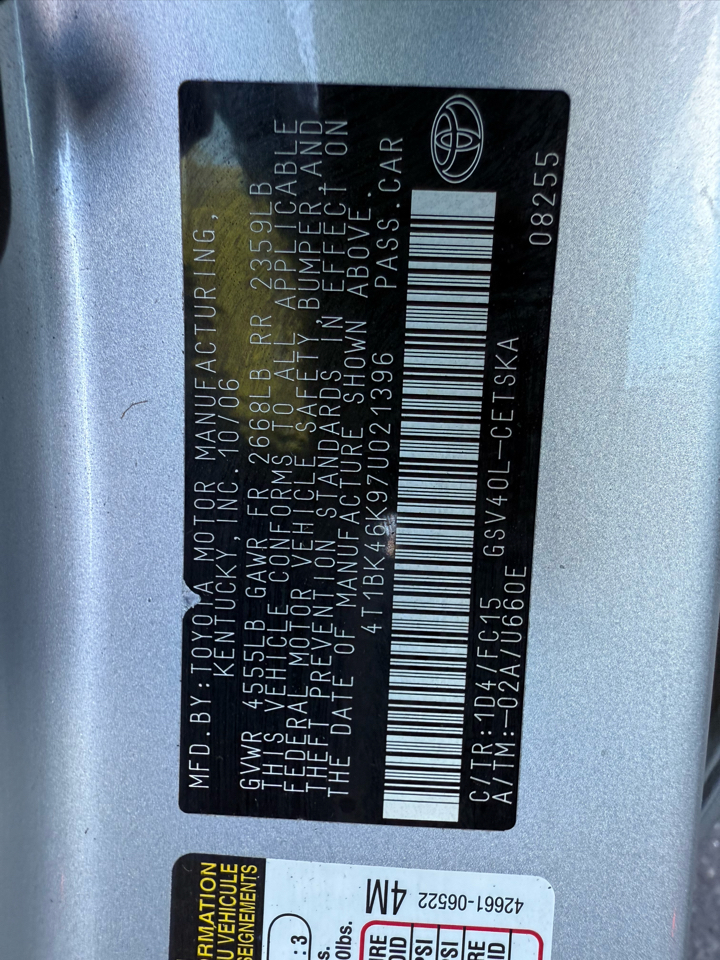 MFD.BY:TOYOTA MOTOR MANUFACTURING,
KENTUCKY, INC. 10/06
GVWR 4555LB GAWR FR 2668LB RR 2359LB
THIS VEHICLE CONFORMS TO ALL APPLICABLE
FEDERAL MOTOR VEHICLE SAFETY, BUMPER, AND
THEFT PREVENTION STANDARDS IN EFFECT ON
THE DATE OF MANUFACTURE SHOWN ABOVE.
4T1BK46K97U021396 PASS.CAR
C/TR:1D4/FC15 GSV40L-CETSKA
A/TM:-02A/U660E
08255
4M
42661-06522
:3